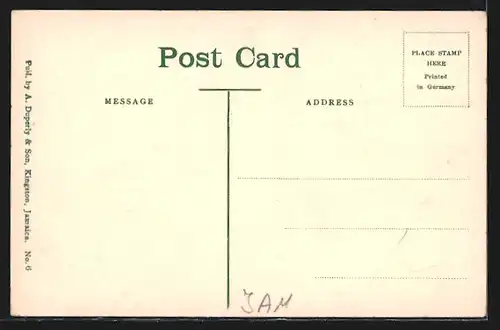 Post Card
PLACE STAMP
HERE
Printed
in Germany
MESSAGE
ADDRESS
Publ. by A. Duperly & Son, Kingston, Jamaica. No. 6
JAM